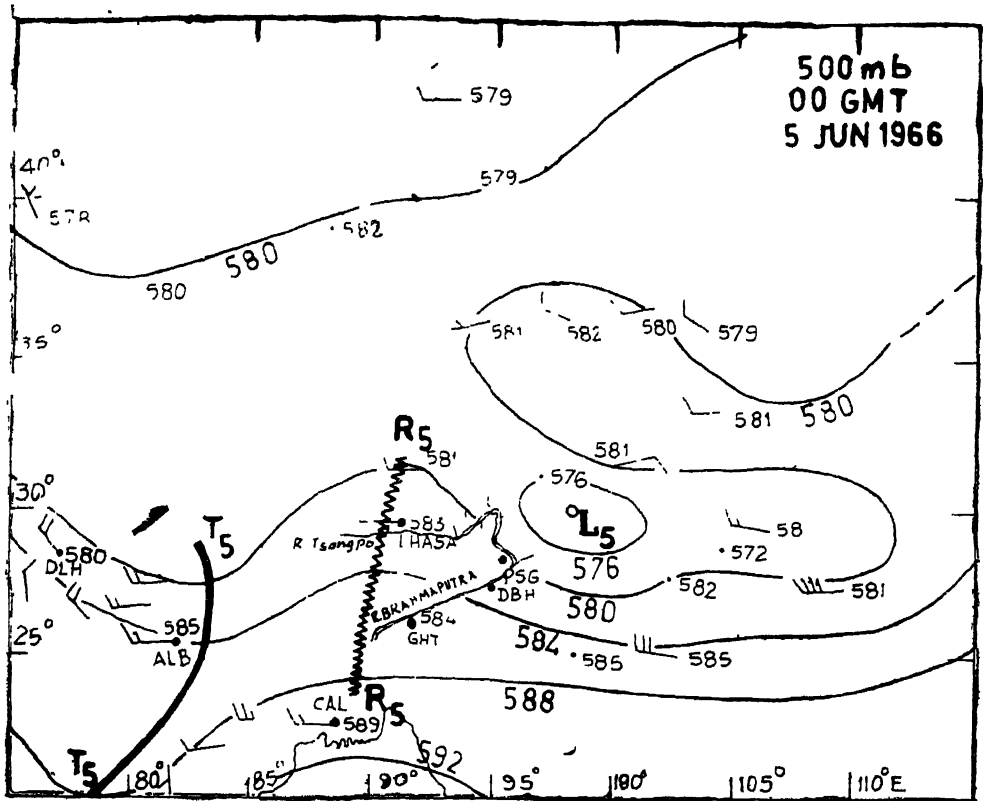 500mb
00 GMT
5 JUN 1966
579
40°
578
579
582
580
580
35°
581
582
580
579
581
580
R5
581
581
30°
576
L5
T5
583
LHASA
R Tsangpo
58
572
580
DLH
PSG
DBH
576
R.BRAHMAPUTRA
582
581
580
25°
585
ALB
584
GHT
584
585
585
R5
588
CAL
589
592
T5
80°
85°
90°
95°
100
105°
110°E